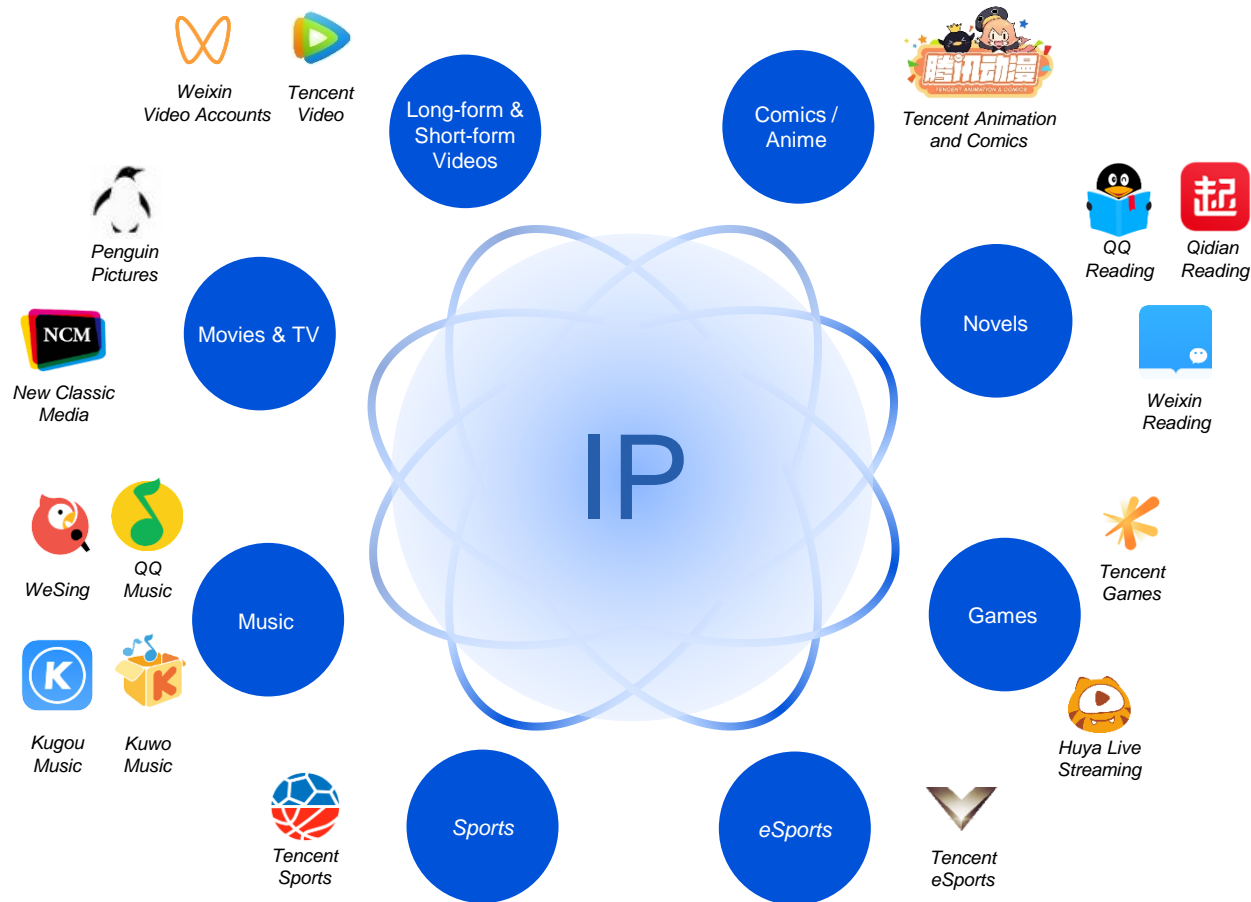 Weixin
Video Accounts
Tencent
Video
Long-form &
Short-form
Videos
Comics /
Anime
腾讯动漫
TENCENT ANIMATION & COMICS
Tencent Animation
and Comics
Penguin
Pictures
Movies & TV
NCM
New Classic
Media
QQ
Reading
起
Qidian
Reading
Novels
Weixin
Reading
IP
WeSing
QQ
Music
Music
K
Kugou
Music
K
Kuwo
Music
Tencent
Games
Games
Huya Live
Streaming
Tencent
Sports
Sports
eSports
Tencent
eSports